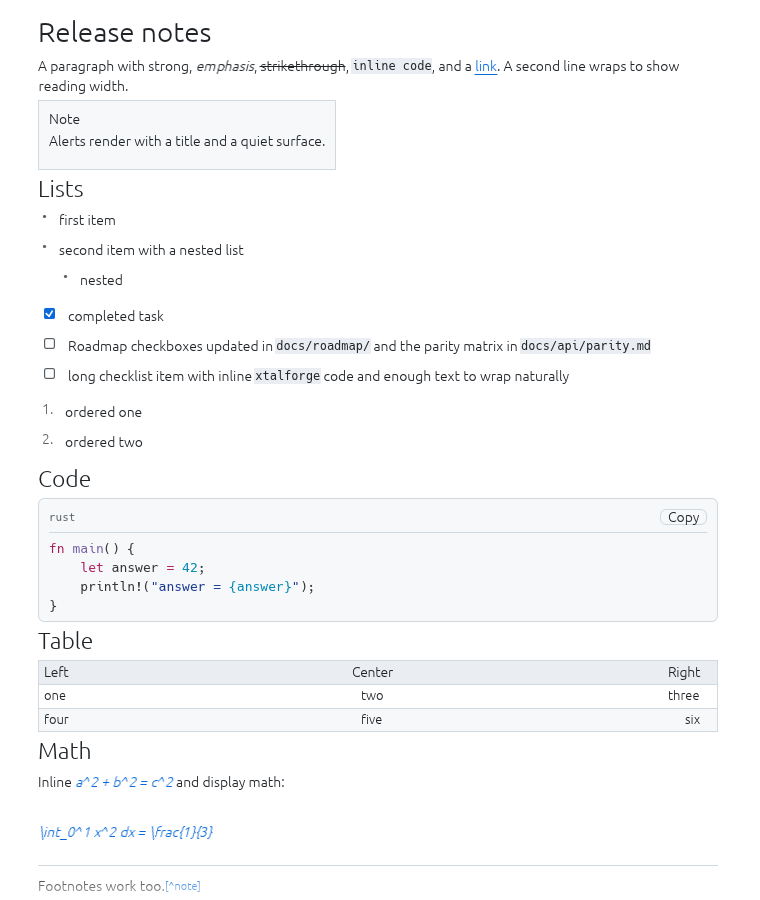 Release notes
A paragraph with strong, emphasis, strikethrough, inline code, and a link. A second line wraps to show
reading width.
Note
Alerts render with a title and a quiet surface.
Lists
• first item
• second item with a nested list
• nested
completed task
Roadmap checkboxes updated in docs/roadmap/ and the parity matrix in docs/api/parity.md
long checklist item with inline xtalforge code and enough text to wrap naturally
1. ordered one
2. ordered two
Code
rust Copy
fn main() {
    let answer = 42;
    println!("answer = {answer}");
}
Table
Left Center Right
one two three
four five six
Math
Inline a^2 + b^2 = c^2 and display math:
\int_0^1 x^2 dx = \frac{1}{3}
Footnotes work too.[^note]